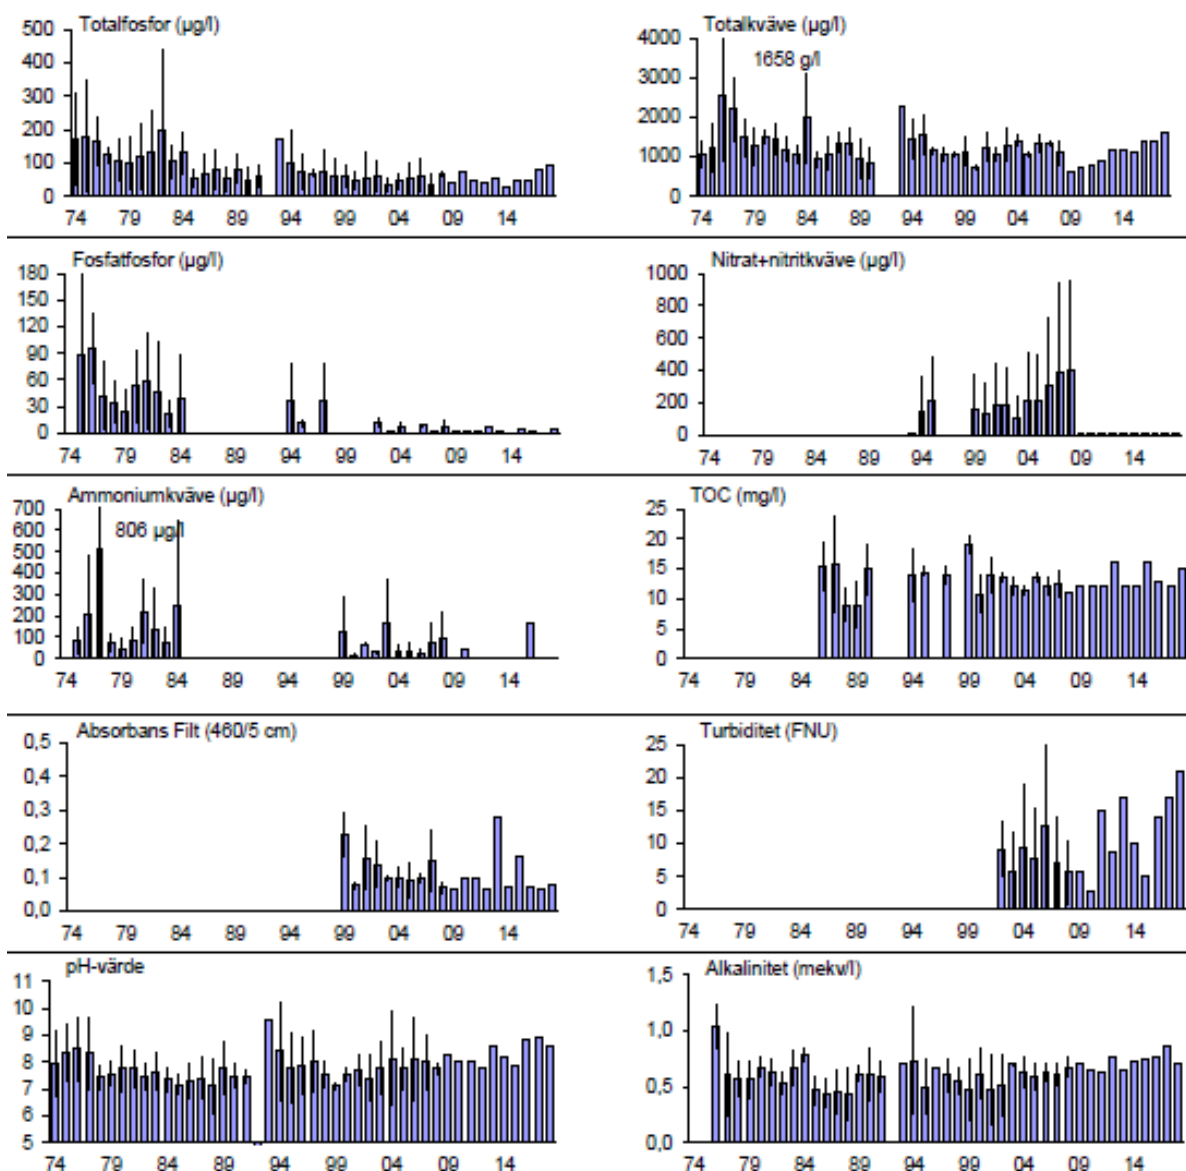 Totalfosfor (µg/l)
500
400
300
200
100
0
74 79 84 89 94 99 04 09 14
Totalkväve (µg/l)
1658 g/l
4000
3000
2000
1000
0
74 79 84 89 94 99 04 09 14
Fosfatfosfor (µg/l)
180
150
120
90
60
30
0
74 79 84 89 94 99 04 09 14
Nitrat+nitritkväve (µg/l)
1000
800
600
400
200
0
74 79 84 89 94 99 04 09 14
Ammoniumkväve (µg/l)
806 µg/l
700
600
500
400
300
200
100
0
74 79 84 89 94 99 04 09 14
TOC (mg/l)
25
20
15
10
5
0
74 79 84 89 94 99 04 09 14
Absorbans Filt (460/5 cm)
0,5
0,4
0,3
0,2
0,1
0,0
74 79 84 89 94 99 04 09 14
Turbiditet (FNU)
25
20
15
10
5
0
74 79 84 89 94 99 04 09 14
pH-värde
11
10
9
8
7
6
5
74 79 84 89 94 99 04 09 14
Alkalinitet (mekv/l)
1,5
1,0
0,5
0,0
74 79 84 89 94 99 04 09 14